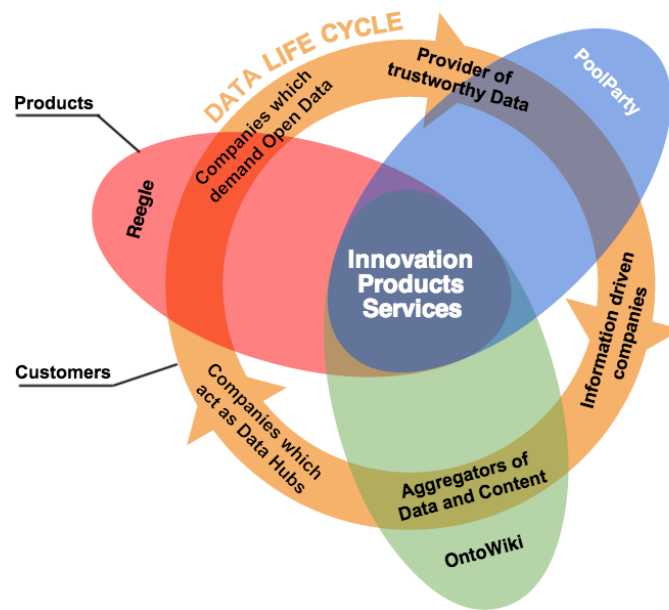 DATA LIFE CYCLE
Provider of
trustworthy Data
PoolParty
Products
Companies which
demand Open Data
Reegle
Innovation
Products
Services
Information driven
companies
Customers
Companies which
act as Data Hubs
Aggregators of
Data and Content
OntoWiki